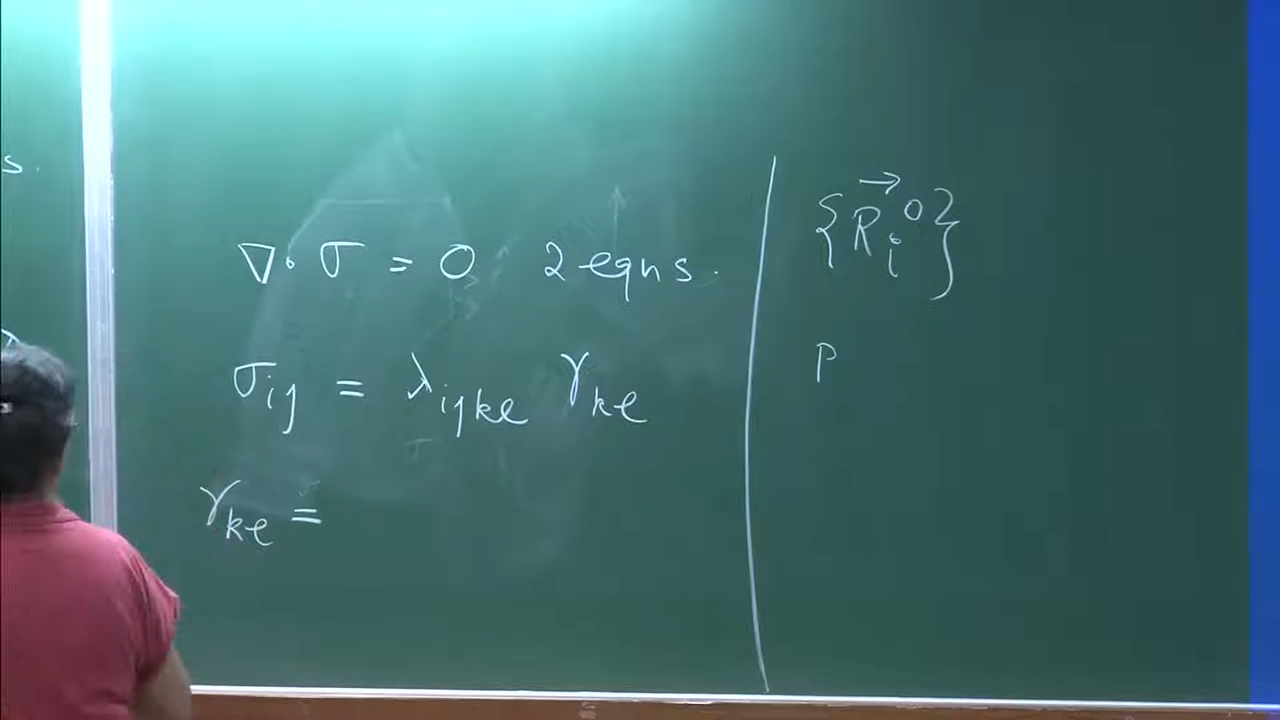 s.
∇·σ = 0 2 eqns.
σ_ij = λ_ijkl γ_kl
γ_kl =
{R⃗_i^0}
P